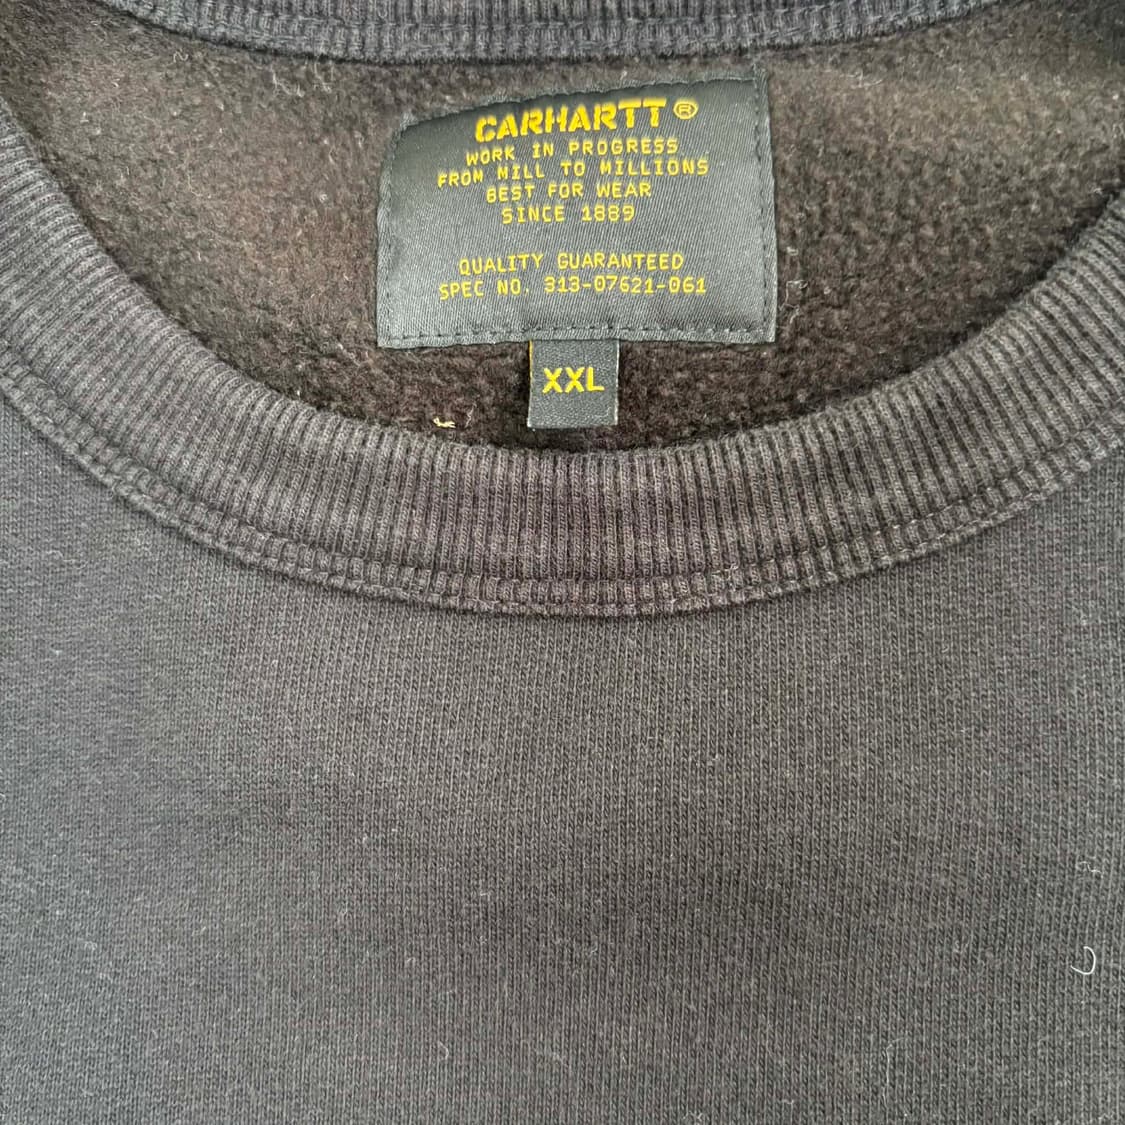 CARHARTT®
WORK IN PROGRESS
FROM MILL TO MILLIONS
BEST FOR WEAR
SINCE 1889
QUALITY GUARANTEED
SPEC NO. 313-07621-061
XXL